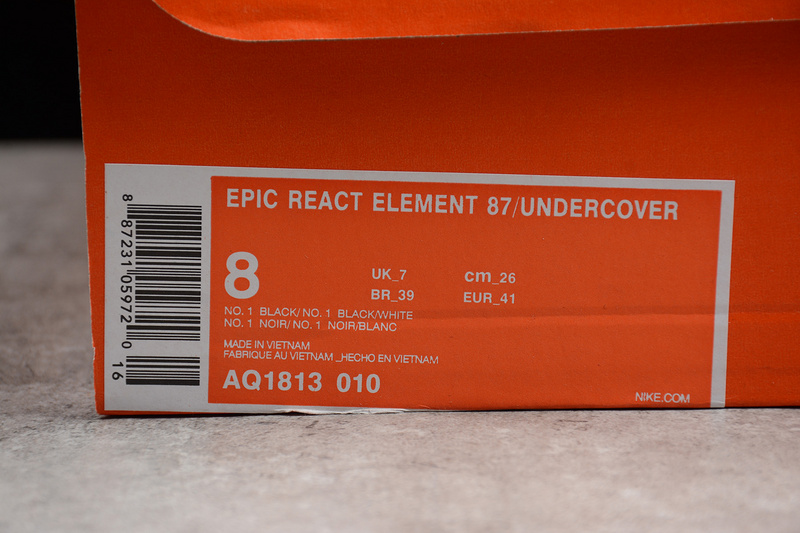 EPIC REACT ELEMENT 87/UNDERCOVER
8
UK_7 cm_26
BR_39 EUR_41
NO. 1 BLACK/ NO. 1 BLACK/WHITE
NO. 1 NOIR/ NO. 1 NOIR/BLANC
MADE IN VIETNAM
FABRIQUE AU VIETNAM _HECHO EN VIETNAM
AQ1813 010
NIKE.COM
8 87231 05972 0 16